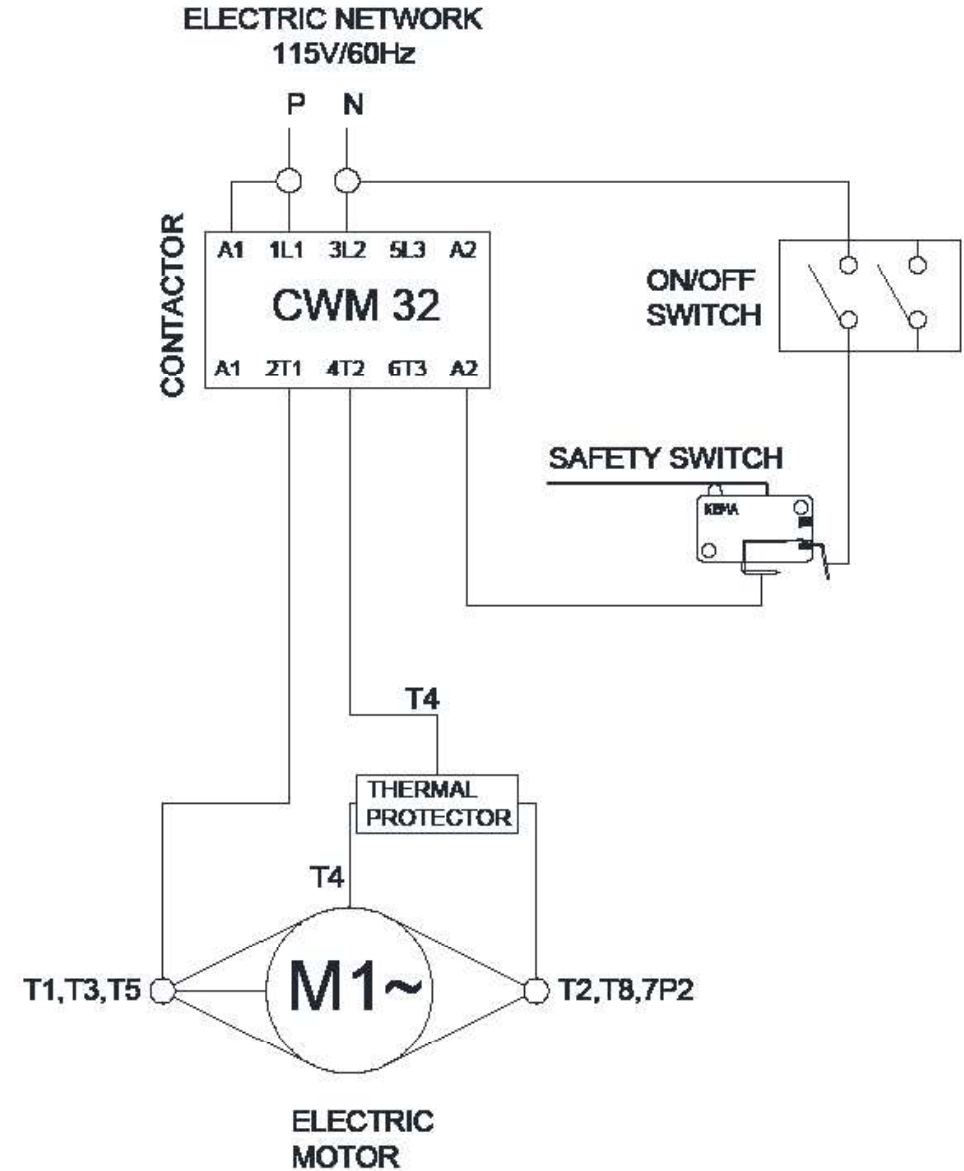 ELECTRIC NETWORK
115V/60Hz
P N
CONTACTOR
A1 1L1 3L2 5L3 A2
CWM 32
A1 2T1 4T2 6T3 A2
ON/OFF
SWITCH
SAFETY SWITCH
KEMA
T4
THERMAL
PROTECTOR
T4
T1,T3,T5
M1~
T2,T8,7P2
ELECTRIC
MOTOR